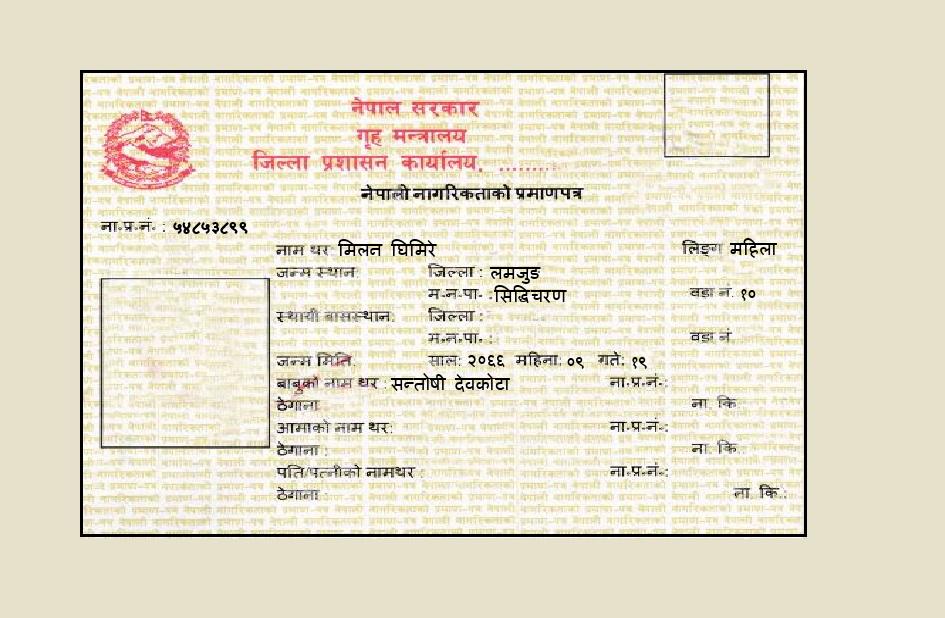 नेपाल सरकार
गृह मन्त्रालय
जिल्ला प्रशासन कार्यालय, ........
नेपाली नागरिकताको प्रमाणपत्र
ना.प्र.नं. : ५४८५३८९९
नाम थर मिलन घिमिरे लिङ्ग महिला
जन्म स्थान: जिल्ला : लमजुङ
म.न.पा. :सिद्धिचरण वडा नं. १०
स्थायी बासस्थान: जिल्ला :
म.न.पा. : वडा नं
जन्म मिति: साल: २०६६ महिना: ०९ गते: १९
बाबुको नाम थर : सन्तोषी देवकोटा ना.प्र.नं.:
ठेगाना: ना. कि.:
आमाको नाम थर: ना.प्र.नं.:
ठेगाना : ना. कि.:
पति/पत्नीको नामथर : ना.प्र.नं.:
ठेगाना : ना. कि.: